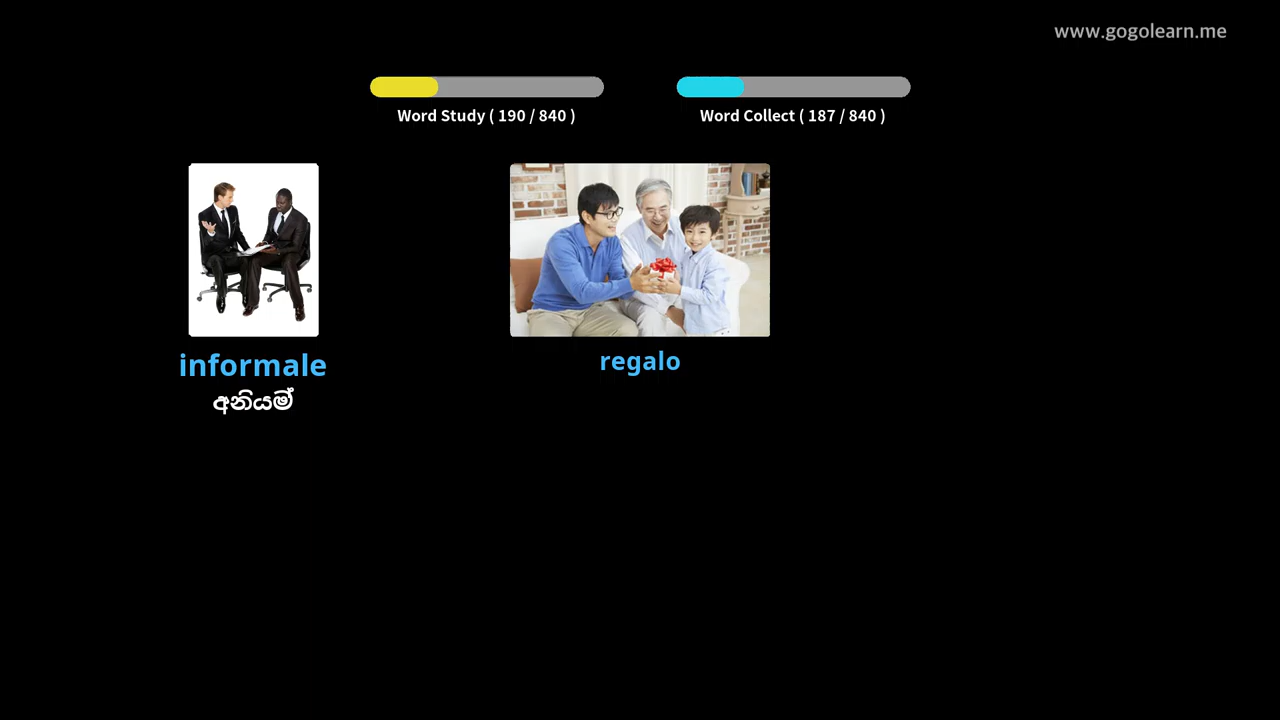 www.gogolearn.me
Word Study ( 190 / 840 )
Word Collect ( 187 / 840 )
informale
අනියම්
regalo